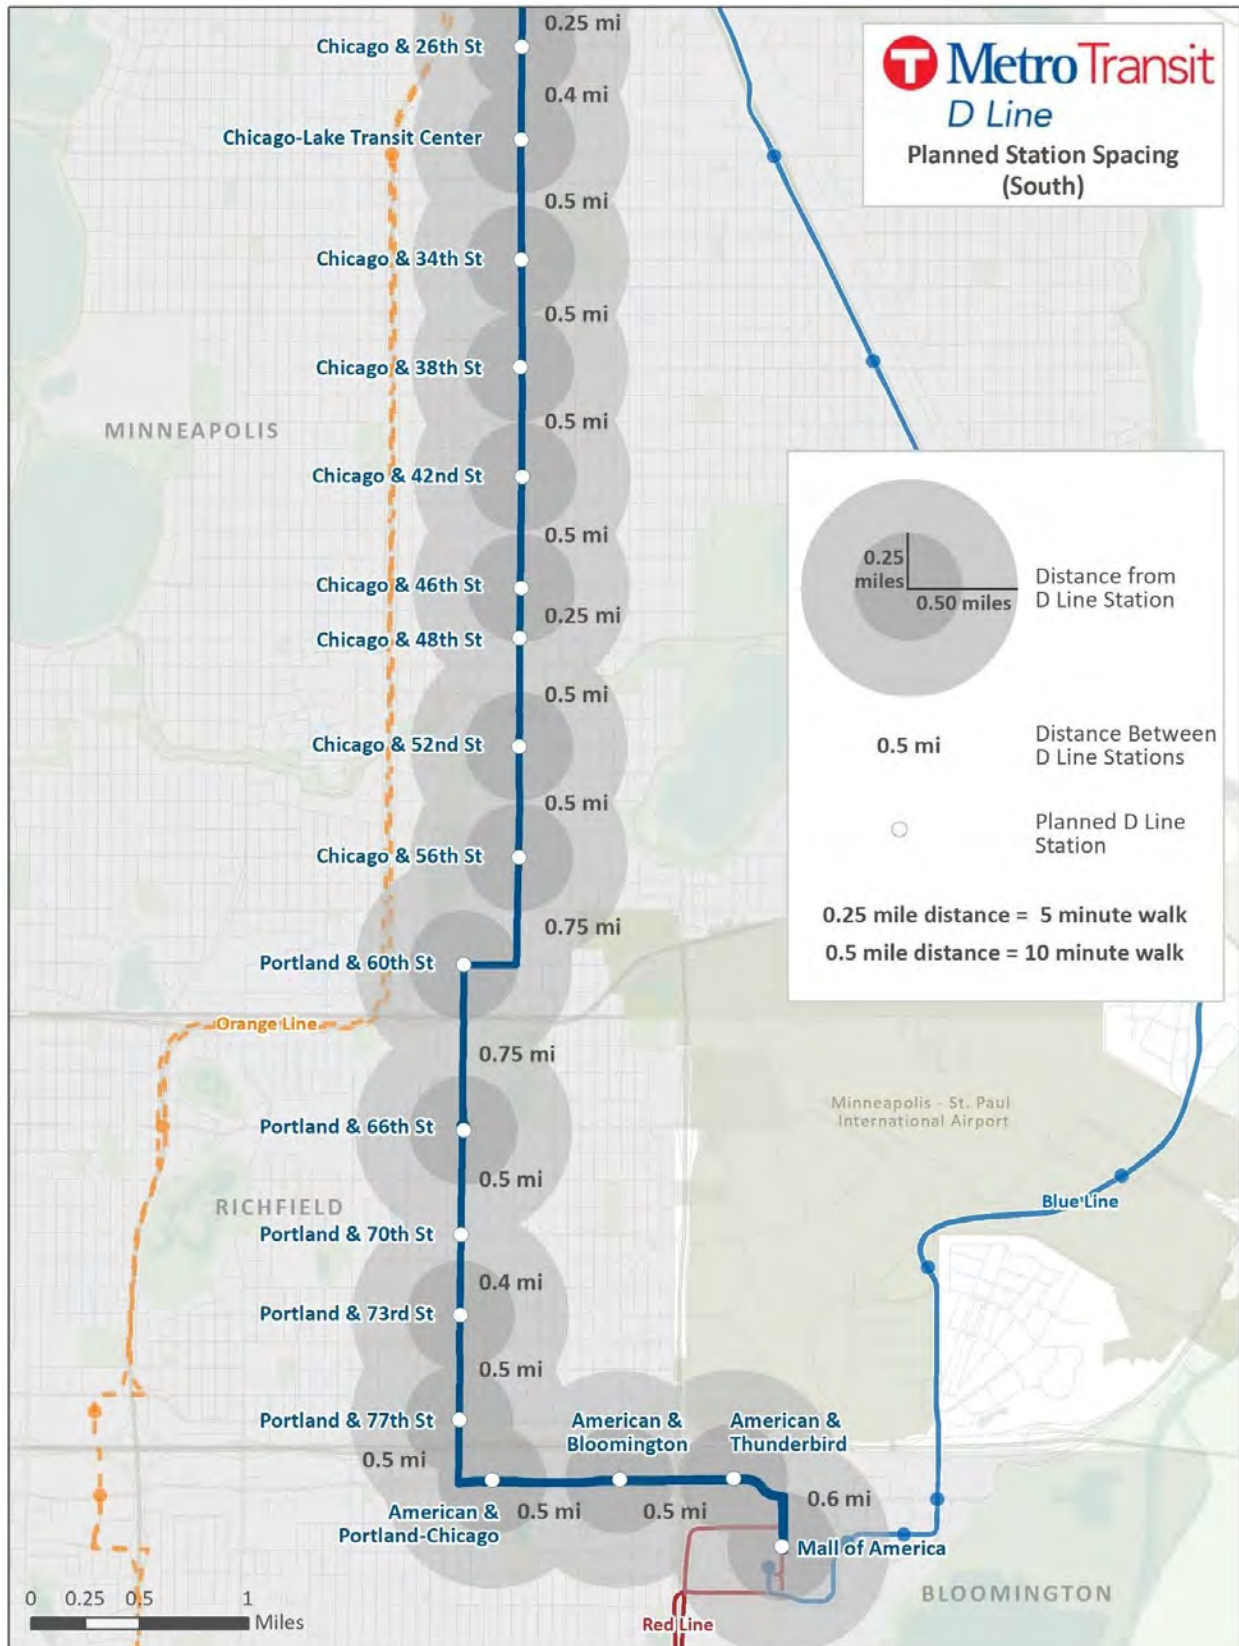 0.25 mi
Chicago & 26th St
0.4 mi
Chicago-Lake Transit Center
0.5 mi
Chicago & 34th St
0.5 mi
Chicago & 38th St
0.5 mi
Chicago & 42nd St
0.5 mi
Chicago & 46th St
0.25 mi
Chicago & 48th St
0.5 mi
Chicago & 52nd St
0.5 mi
Chicago & 56th St
0.75 mi
Portland & 60th St
Orange Line
0.75 mi
Portland & 66th St
0.5 mi
Portland & 70th St
0.4 mi
Portland & 73rd St
0.5 mi
Portland & 77th St
0.5 mi
American &
Portland-Chicago
0.5 mi
American &
Bloomington
0.5 mi
American &
Thunderbird
0.6 mi
Mall of America
Red Line
Blue Line
MINNEAPOLIS
RICHFIELD
BLOOMINGTON
Minneapolis - St. Paul
International Airport
T MetroTransit
D Line
Planned Station Spacing
(South)
0.25
miles
0.50 miles
Distance from
D Line Station
0.5 mi
Distance Between
D Line Stations
Planned D Line
Station
0.25 mile distance = 5 minute walk
0.5 mile distance = 10 minute walk
0 0.25 0.5 1
Miles